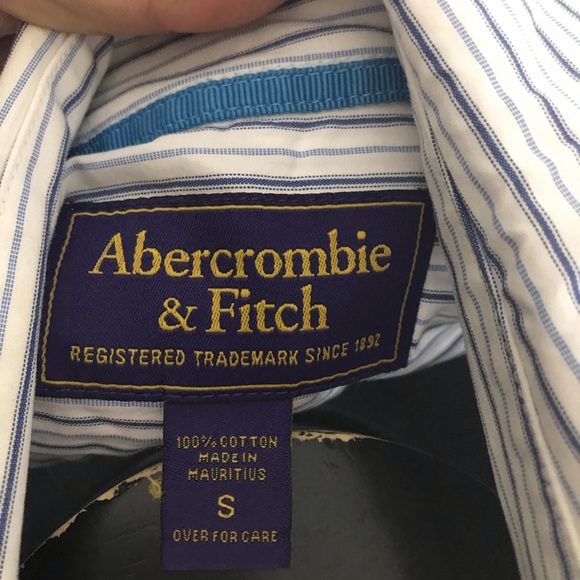 Abercrombie
& Fitch
REGISTERED TRADEMARK SINCE 1892
100% COTTON
MADE IN
MAURITIUS
S
OVER FOR CARE